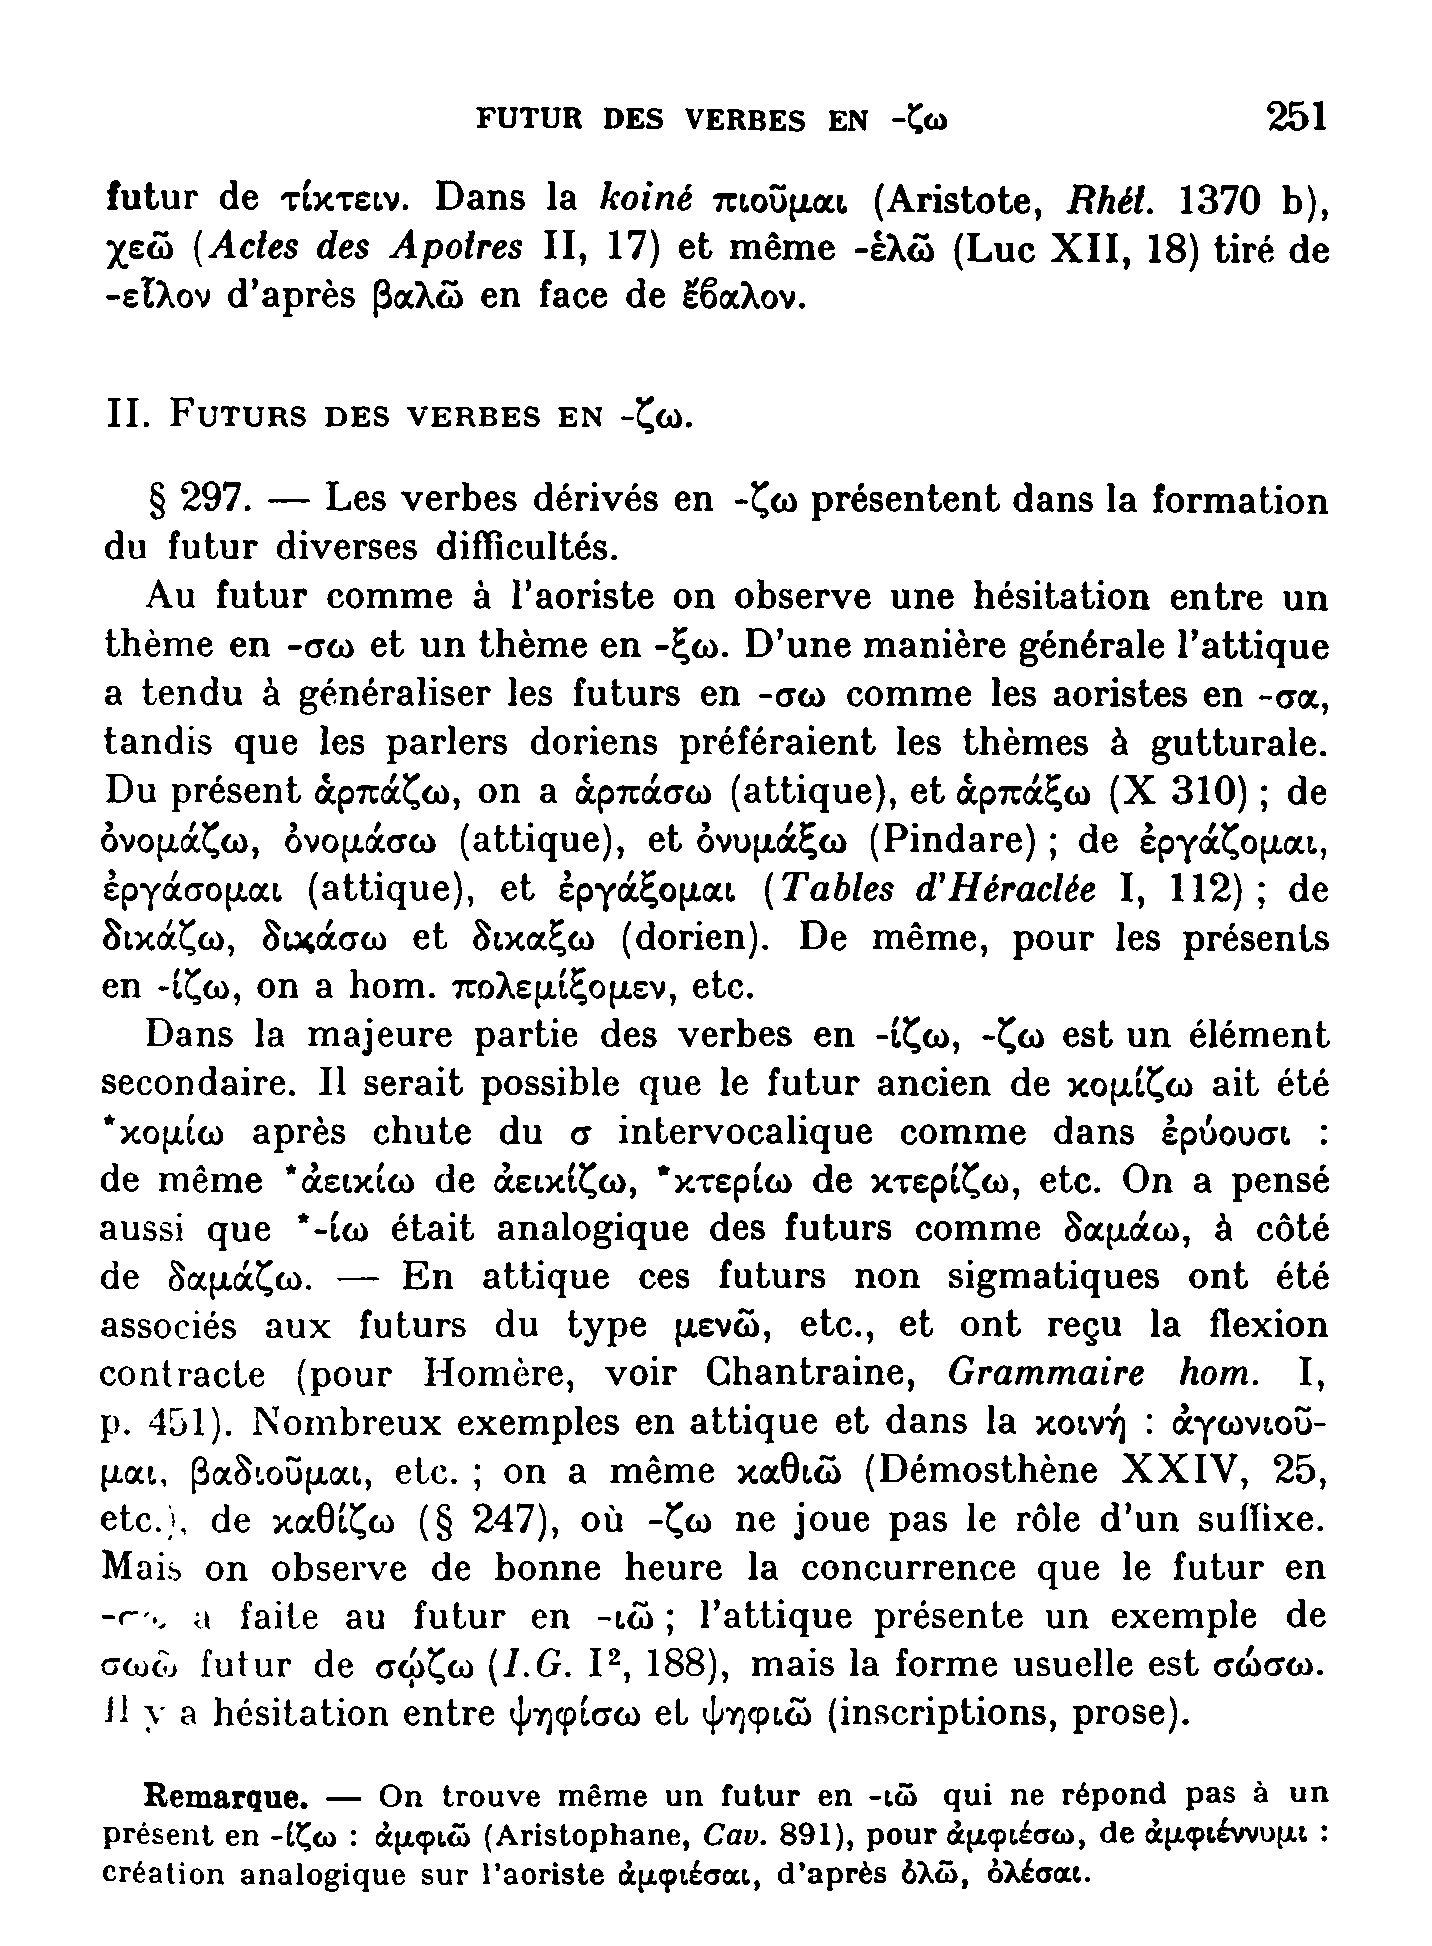 FUTUR DES VERBES EN -ζω 251
futur de τίκτειν. Dans la koiné πιοῦμαι (Aristote, Rhét. 1370 b),
χεῶ (Actes des Apotres II, 17) et même -ἑλῶ (Luc XII, 18) tiré de
-εῖλον d'après βαλῶ en face de ἔϐαλον.
II. FUTURS DES VERBES EN -ζω.
§ 297. — Les verbes dérivés en -ζω présentent dans la formation
du futur diverses difficultés.
Au futur comme à l'aoriste on observe une hésitation entre un
thème en -σω et un thème en -ξω. D'une manière générale l'attique
a tendu à généraliser les futurs en -σω comme les aoristes en -σα,
tandis que les parlers doriens préféraient les thèmes à gutturale.
Du présent ἁρπάζω, on a ἁρπάσω (attique), et ἁρπάξω (X 310) ; de
ὀνομάζω, ὀνομάσω (attique), et ὀνυμάξω (Pindare) ; de ἐργάζομαι,
ἐργάσομαι (attique), et ἐργάξομαι (Tables d'Héraclée I, 112) ; de
δικάζω, δικάσω et δικαξω (dorien). De même, pour les présents
en -ίζω, on a hom. πολεμίξομεν, etc.
Dans la majeure partie des verbes en -ίζω, -ζω est un élément
secondaire. Il serait possible que le futur ancien de κομίζω ait été
*κομίω après chute du σ intervocalique comme dans ἐρύουσι :
de même *ἀεικίω de ἀεικίζω, *κτερίω de κτερίζω, etc. On a pensé
aussi que *-ίω était analogique des futurs comme δαμάω, à côté
de δαμάζω. — En attique ces futurs non sigmatiques ont été
associés aux futurs du type μενῶ, etc., et ont reçu la flexion
contracte (pour Homère, voir Chantraine, Grammaire hom. I,
p. 451). Nombreux exemples en attique et dans la κοινή : ἀγωνιοῦ-
μαι, βαδιοῦμαι, etc. ; on a même καθιῶ (Démosthène XXIV, 25,
etc.), de καθίζω (§ 247), où -ζω ne joue pas le rôle d'un suffixe.
Mais on observe de bonne heure la concurrence que le futur en
a faite au futur en -ιῶ ; l'attique présente un exemple de
σωῶ futur de σῴζω (I.G. I², 188), mais la forme usuelle est σώσω.
Il y a hésitation entre ψηφίσω et ψηφιῶ (inscriptions, prose).
Remarque. — On trouve même un futur en -ιῶ qui ne répond pas à un
présent en -ίζω : ἀμφιῶ (Aristophane, Cav. 891), pour ἀμφιέσω, de ἀμφιέννυμι :
création analogique sur l'aoriste ἀμφιέσαι, d'après ὀλῶ, ὀλέσαι.